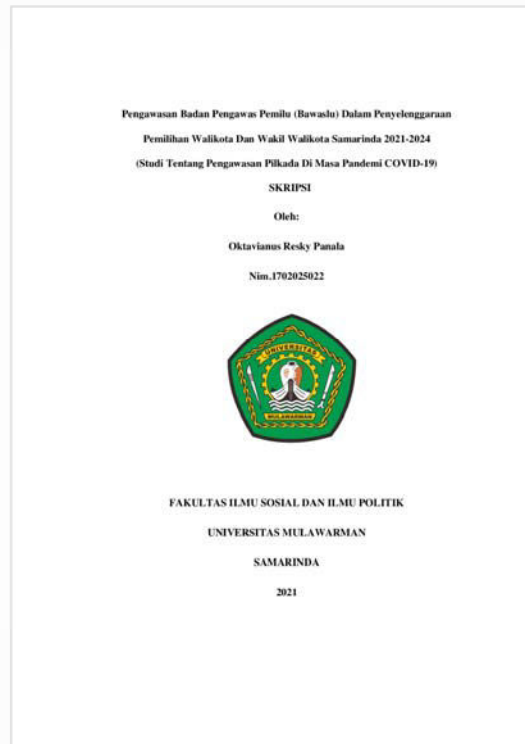 Pengawasan Badan Pengawas Pemilu (Bawaslu) Dalam Penyelenggaraan
Pemilihan Walikota Dan Wakil Walikota Samarinda 2021-2024
(Studi Tentang Pengawasan Pilkada Di Masa Pandemi COVID-19)
SKRIPSI
Oleh:
Oktavianus Resky Panala
Nim.1702025022
UNIVERSITAS
MULAWARMAN
FAKULTAS ILMU SOSIAL DAN ILMU POLITIK
UNIVERSITAS MULAWARMAN
SAMARINDA
2021